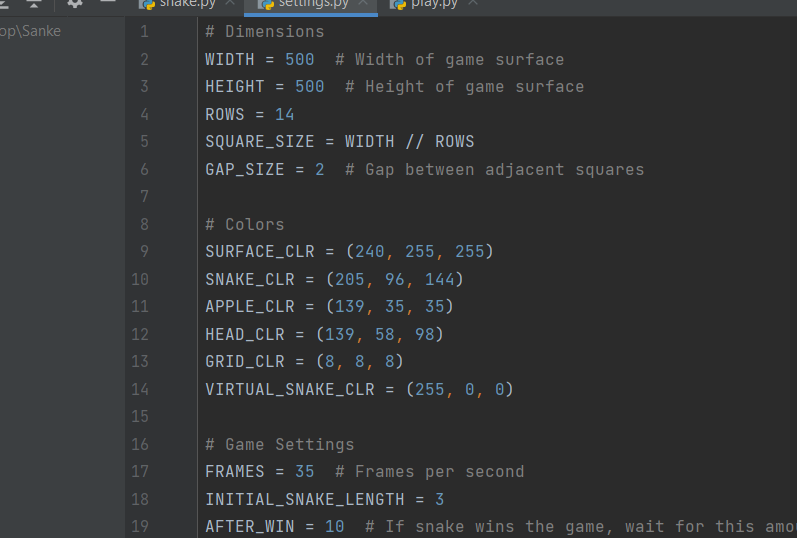 snake.py settings.py play.py
op\Sanke
1 # Dimensions
2 WIDTH = 500  # Width of game surface
3 HEIGHT = 500  # Height of game surface
4 ROWS = 14
5 SQUARE_SIZE = WIDTH // ROWS
6 GAP_SIZE = 2  # Gap between adjacent squares
7
8 # Colors
9 SURFACE_CLR = (240, 255, 255)
10 SNAKE_CLR = (205, 96, 144)
11 APPLE_CLR = (139, 35, 35)
12 HEAD_CLR = (139, 58, 98)
13 GRID_CLR = (8, 8, 8)
14 VIRTUAL_SNAKE_CLR = (255, 0, 0)
15
16 # Game Settings
17 FRAMES = 35  # Frames per second
18 INITIAL_SNAKE_LENGTH = 3
19 AFTER_WIN = 10  # If snake wins the game, wait for this amo